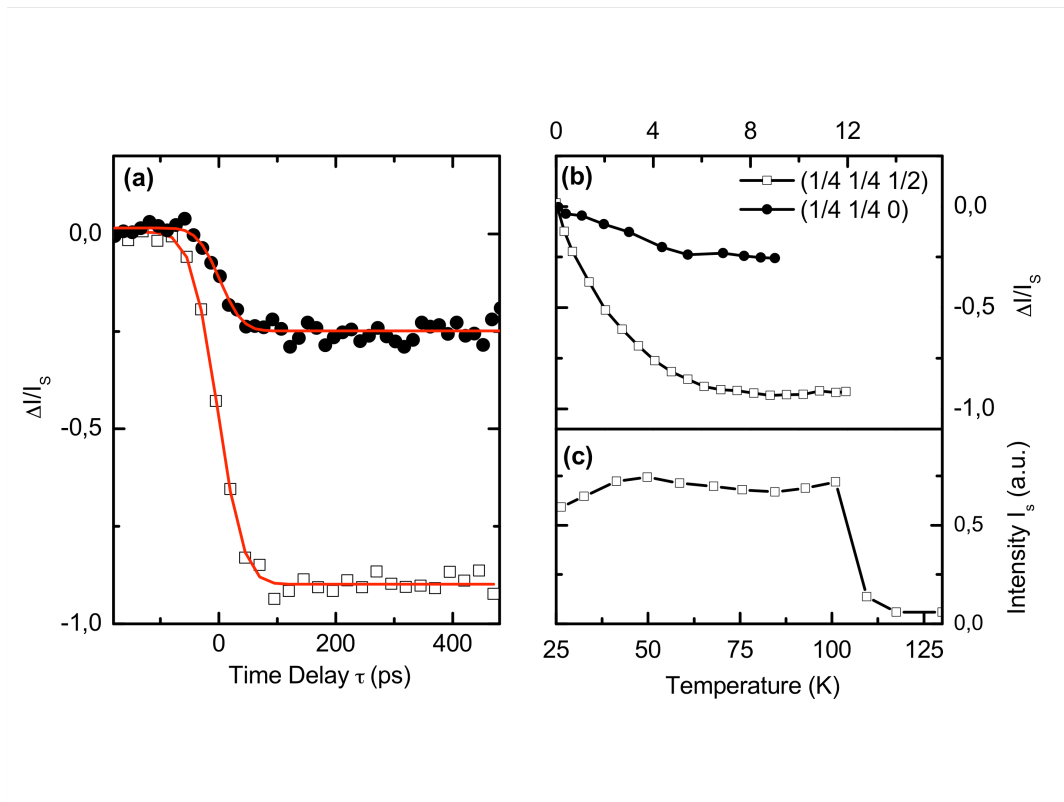 (a)
0,0
-0,5
-1,0
ΔI/I_S
0 200 400
Time Delay τ (ps)
0 4 8 12
(b)
(1/4 1/4 1/2)
(1/4 1/4 0)
0,0
-0,5
-1,0
ΔI/I_S
(c)
0,5
0,0
Intensity I_s (a.u.)
25 50 75 100 125
Temperature (K)